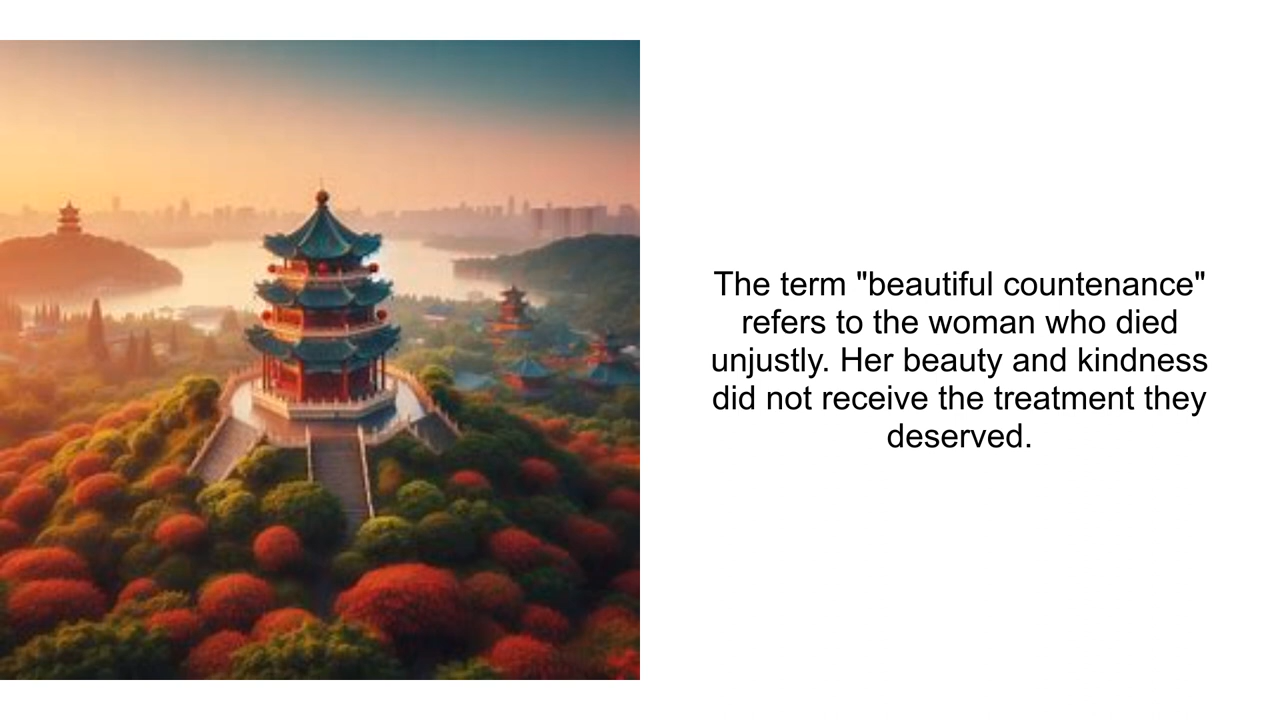 The term "beautiful countenance"
refers to the woman who died
unjustly. Her beauty and kindness
did not receive the treatment they
deserved.